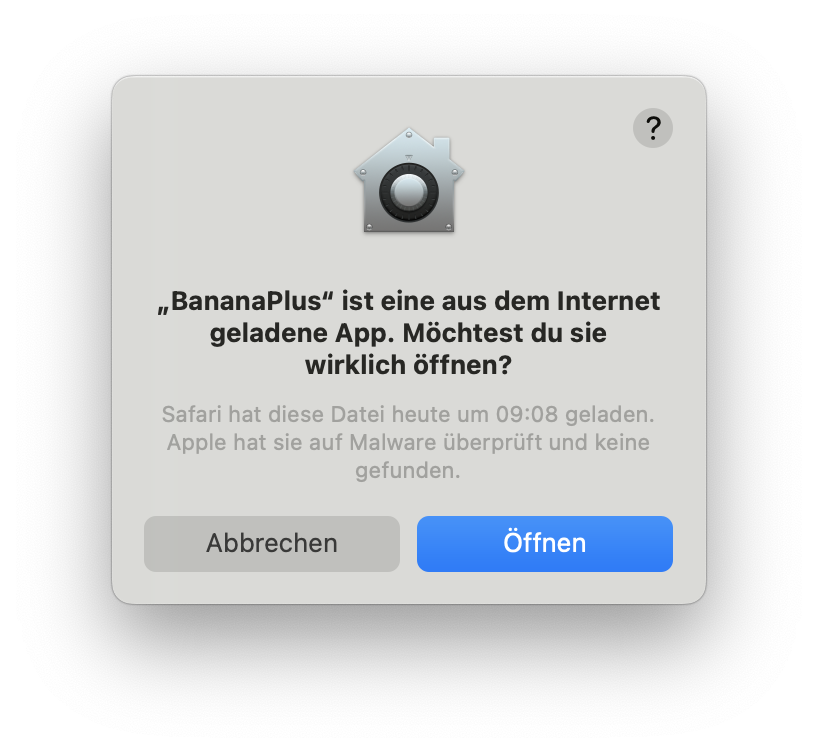 ?
„BananaPlus“ ist eine aus dem Internet
geladene App. Möchtest du sie
wirklich öffnen?
Safari hat diese Datei heute um 09:08 geladen.
Apple hat sie auf Malware überprüft und keine
gefunden.
Abbrechen
Öffnen